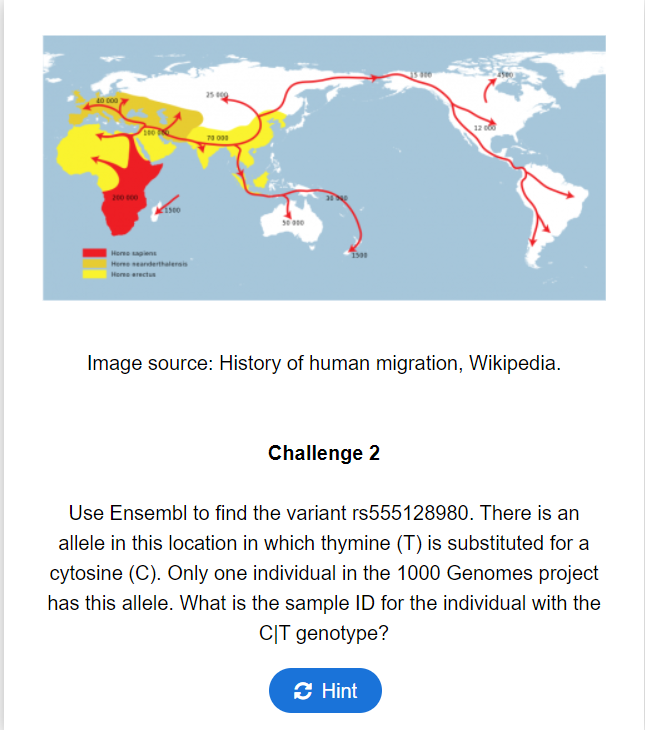 15 000
4500
25 000
40 000
12 000
100 000
70 000
200 000
1500
30 000
50 000
1500
Homo sapiens
Homo neanderthalensis
Homo erectus
Image source: History of human migration, Wikipedia.
Challenge 2
Use Ensembl to find the variant rs555128980. There is an
allele in this location in which thymine (T) is substituted for a
cytosine (C). Only one individual in the 1000 Genomes project
has this allele. What is the sample ID for the individual with the
C|T genotype?
Hint